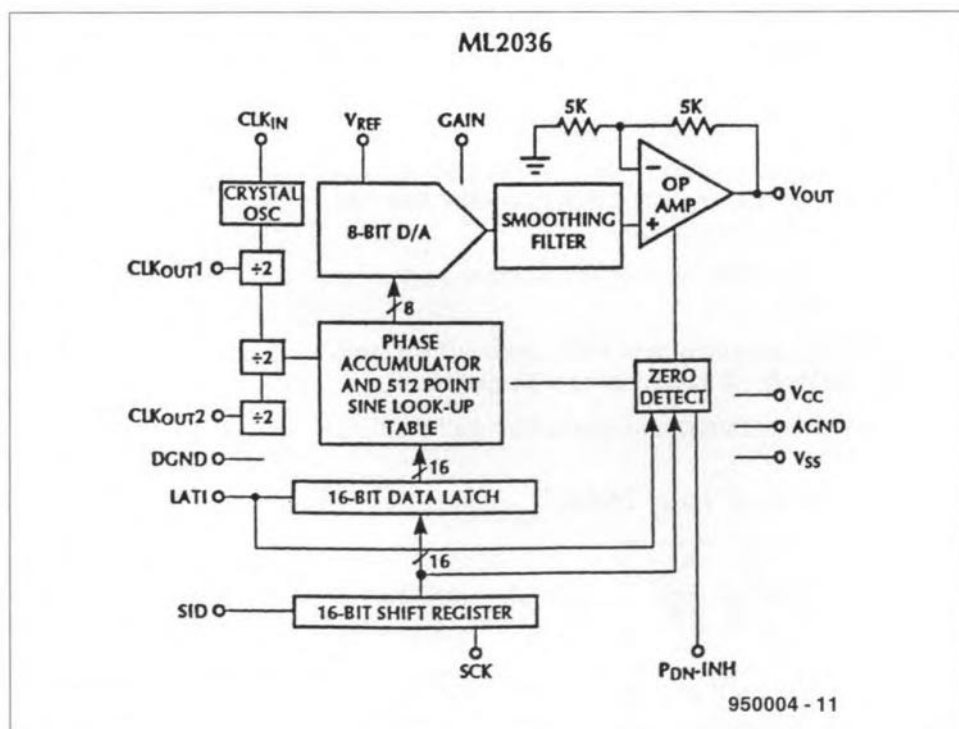 ML2036
5K
5K
CLKIN
VREF
GAIN
CRYSTAL
OSC
8-BIT D/A
SMOOTHING
FILTER
−
OP
AMP
+
VOUT
CLKOUT1
÷2
8
÷2
PHASE
ACCUMULATOR
AND 512 POINT
SINE LOOK-UP
TABLE
ZERO
DETECT
VCC
AGND
VSS
CLKOUT2
÷2
DGND
16
LATI
16-BIT DATA LATCH
16
SID
16-BIT SHIFT REGISTER
SCK
PDN-INH
950004 - 11